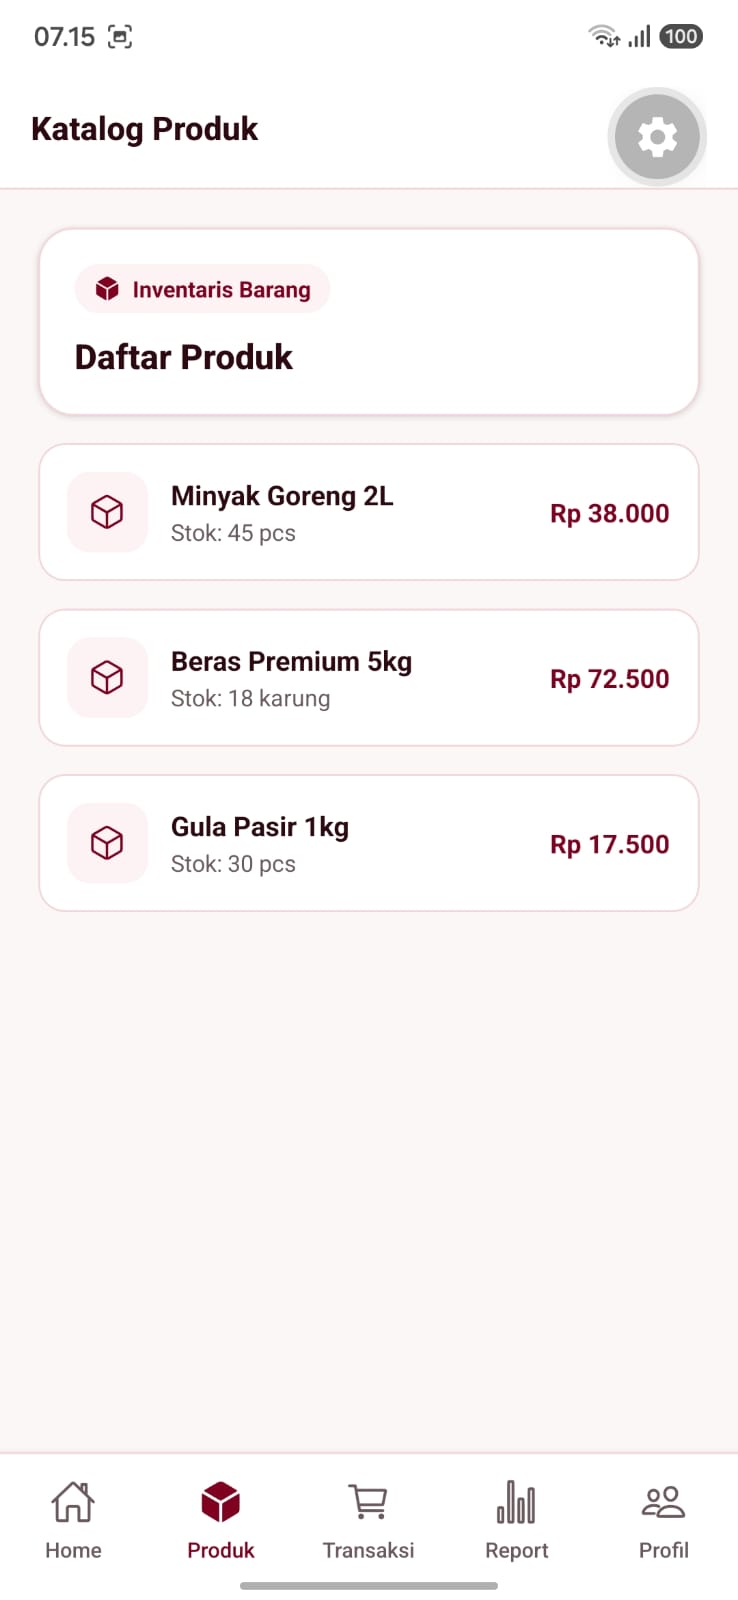 07.15
100
Katalog Produk
Inventaris Barang
Daftar Produk
Minyak Goreng 2L
Stok: 45 pcs
Rp 38.000
Beras Premium 5kg
Stok: 18 karung
Rp 72.500
Gula Pasir 1kg
Stok: 30 pcs
Rp 17.500
Home
Produk
Transaksi
Report
Profil